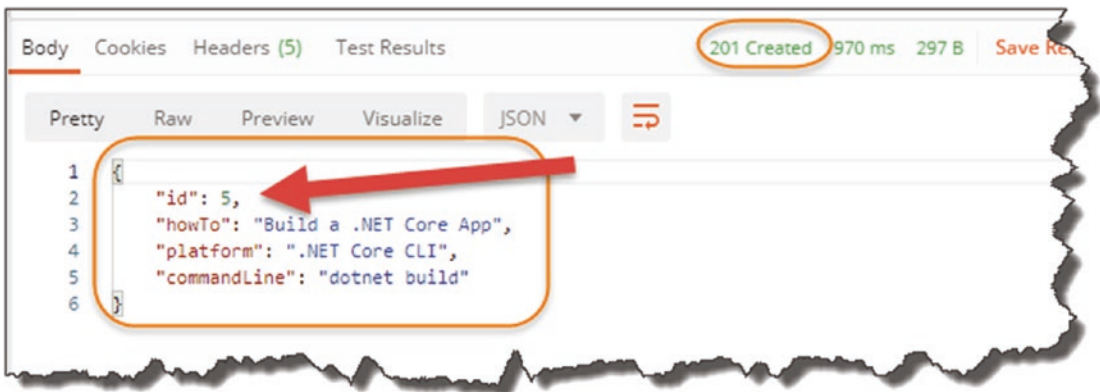 Body Cookies Headers (5) Test Results 201 Created 970 ms 297 B Save
Pretty Raw Preview Visualize JSON
1 {
2 "id": 5,
3 "howTo": "Build a .NET Core App",
4 "platform": ".NET Core CLI",
5 "commandLine": "dotnet build"
6 }